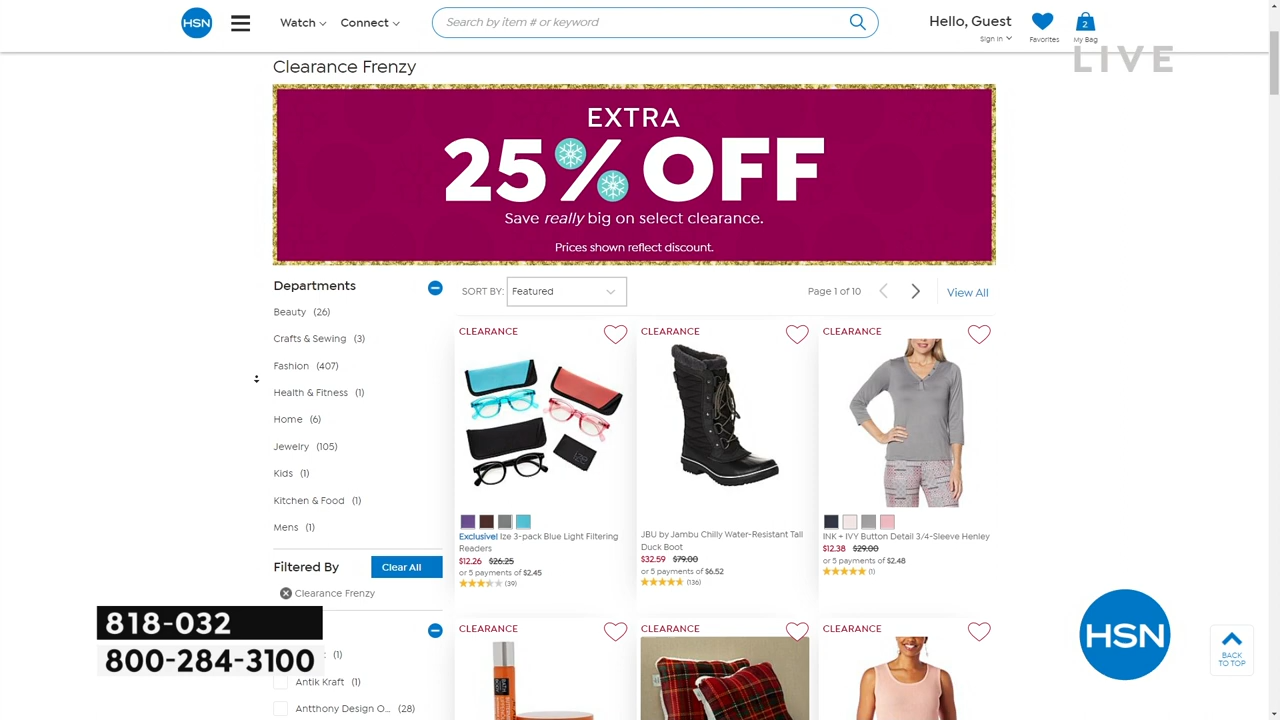 HSN
Watch
Connect
Search by item # or keyword
Hello, Guest
Sign In
Favorites
2
My Bag
LIVE
Clearance Frenzy
EXTRA
25% OFF
Save really big on select clearance.
Prices shown reflect discount.
Departments
SORT BY: Featured
Page 1 of 10
View All
Beauty (26)
Crafts & Sewing (3)
Fashion (407)
Health & Fitness (1)
Home (6)
Jewelry (105)
Kids (1)
Kitchen & Food (1)
Mens (1)
Filtered By
Clear All
Clearance Frenzy
(1)
Antik Kraft (1)
Antthony Design O... (28)
CLEARANCE
Exclusive! Ize 3-pack Blue Light Filtering
Readers
$12.26 $26.25
or 5 payments of $2.45
(39)
CLEARANCE
JBU by Jambu Chilly Water-Resistant Tall
Duck Boot
$32.59 $79.00
or 5 payments of $6.52
(136)
CLEARANCE
INK + IVY Button Detail 3/4-Sleeve Henley
$12.38 $29.00
or 5 payments of $2.48
(1)
CLEARANCE
CLEARANCE
CLEARANCE
818-032
800-284-3100
HSN
BACK
TO TOP